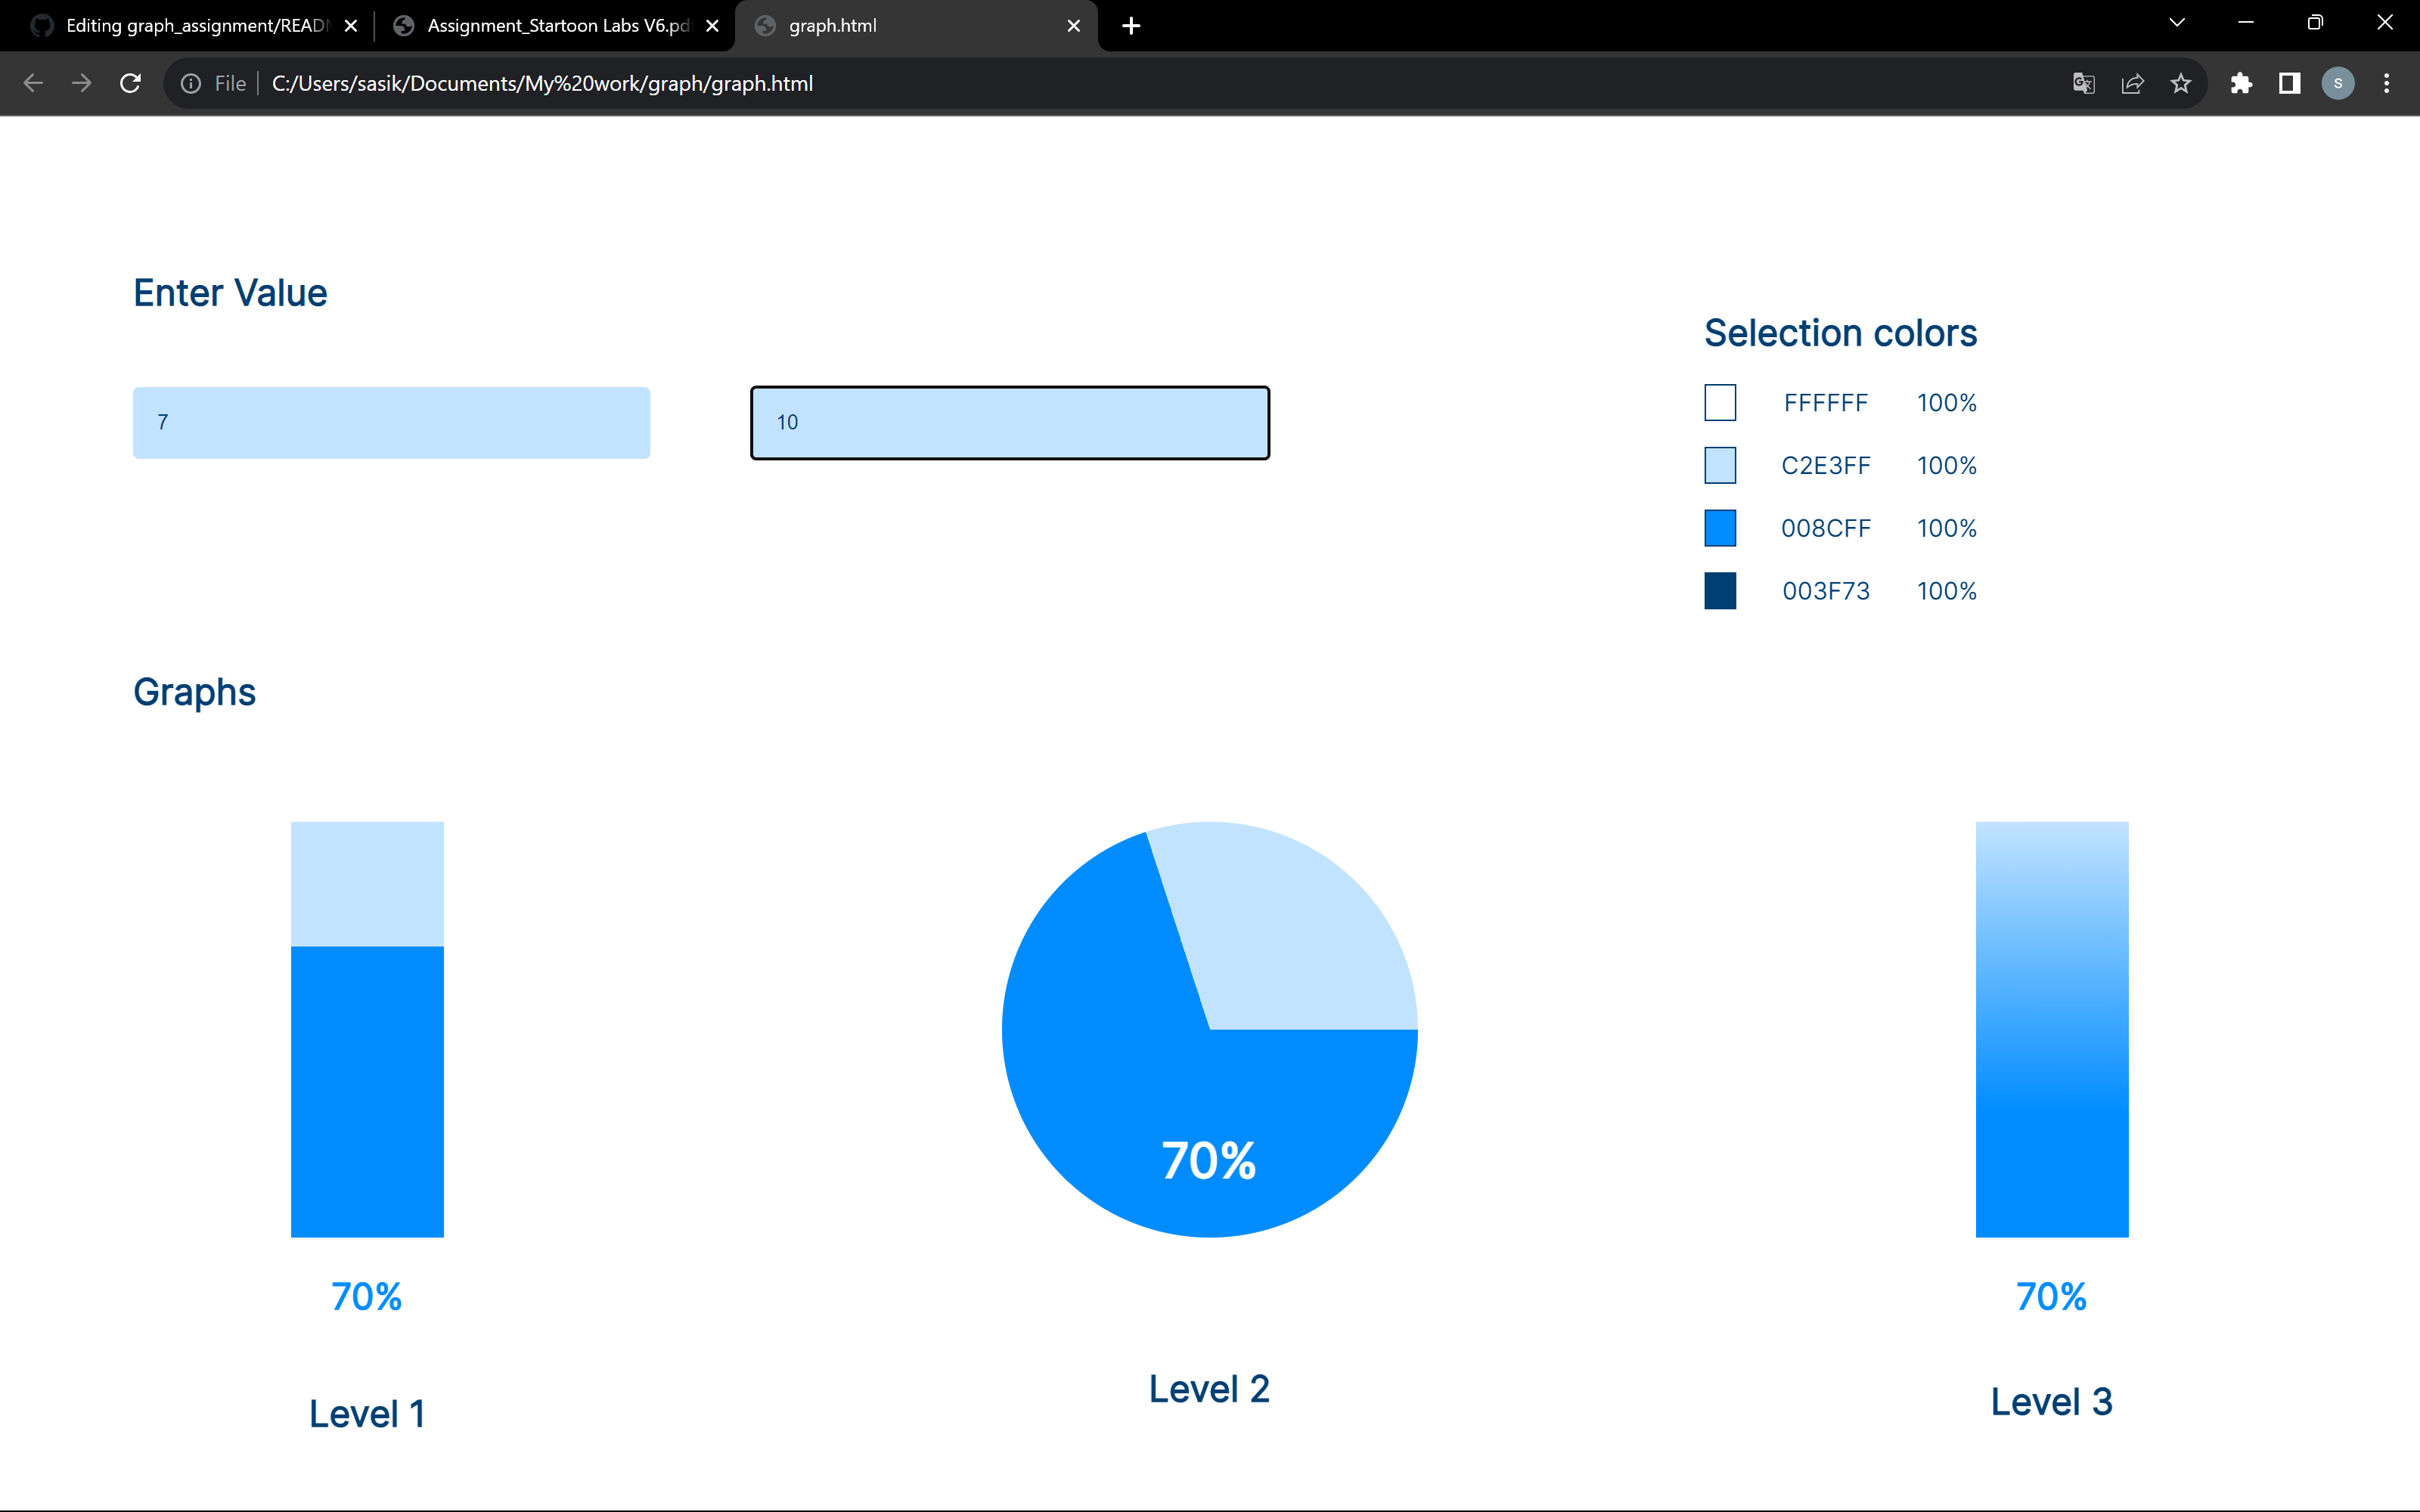 Editing graph_assignment/READ
Assignment_Startoon Labs V6.pd
graph.html
File
C:/Users/sasik/Documents/My%20work/graph/graph.html
S
Enter Value
7
10
Selection colors
FFFFFF 100%
C2E3FF 100%
008CFF 100%
003F73 100%
Graphs
70%
70%
70%
Level 1
Level 2
Level 3